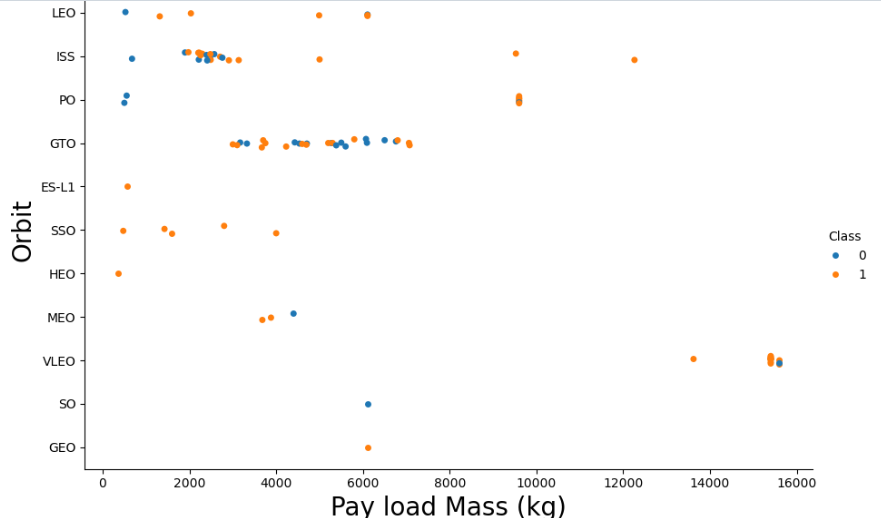 LEO
ISS
PO
GTO
ES-L1
SSO
HEO
MEO
VLEO
SO
GEO
Orbit
0 2000 4000 6000 8000 10000 12000 14000 16000
Pay load Mass (kg)
Class
0
1